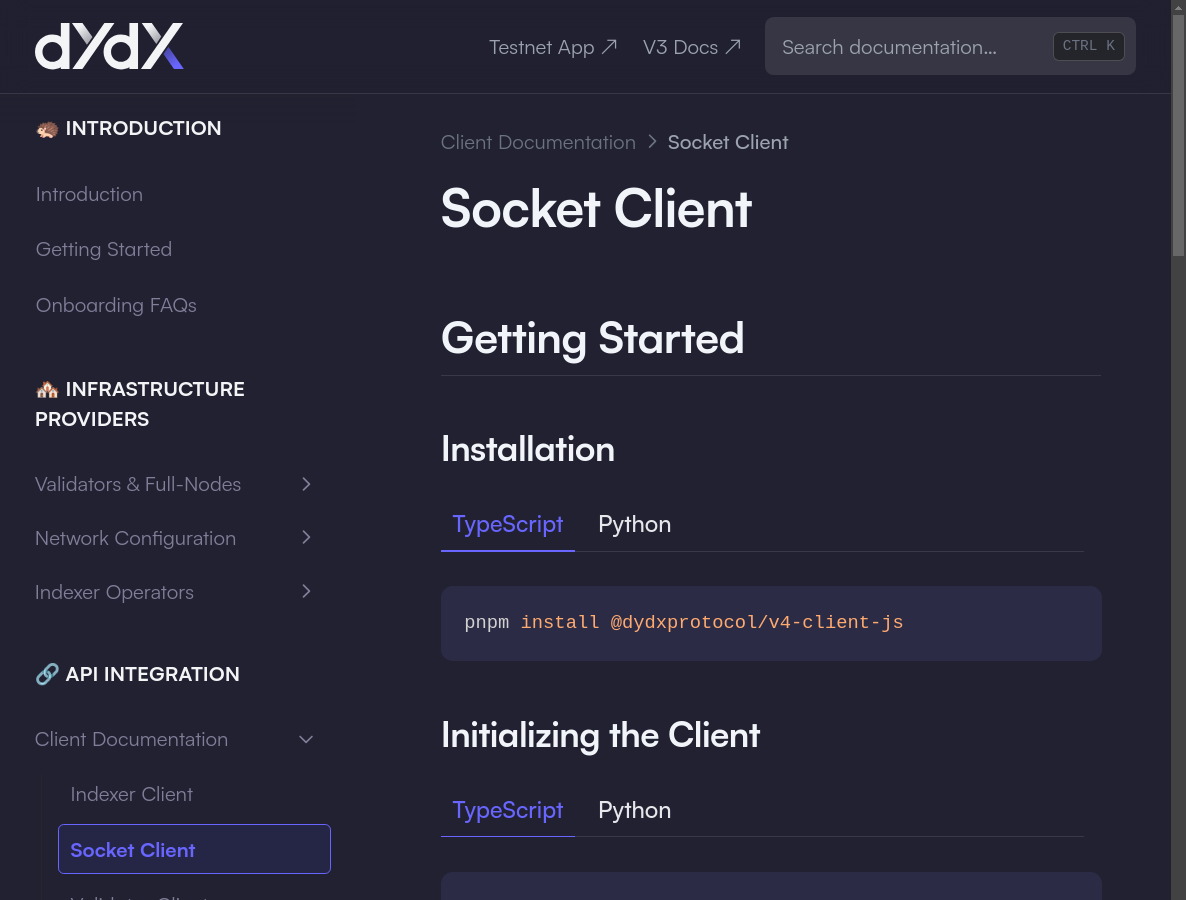 dYdX
Testnet App
V3 Docs
Search documentation...
CTRL K
INTRODUCTION
Introduction
Getting Started
Onboarding FAQs
INFRASTRUCTURE
PROVIDERS
Validators & Full-Nodes
Network Configuration
Indexer Operators
API INTEGRATION
Client Documentation
Indexer Client
Socket Client
Client Documentation > Socket Client
Socket Client
Getting Started
Installation
TypeScript Python
pnpm install @dydxprotocol/v4-client-js
Initializing the Client
TypeScript Python